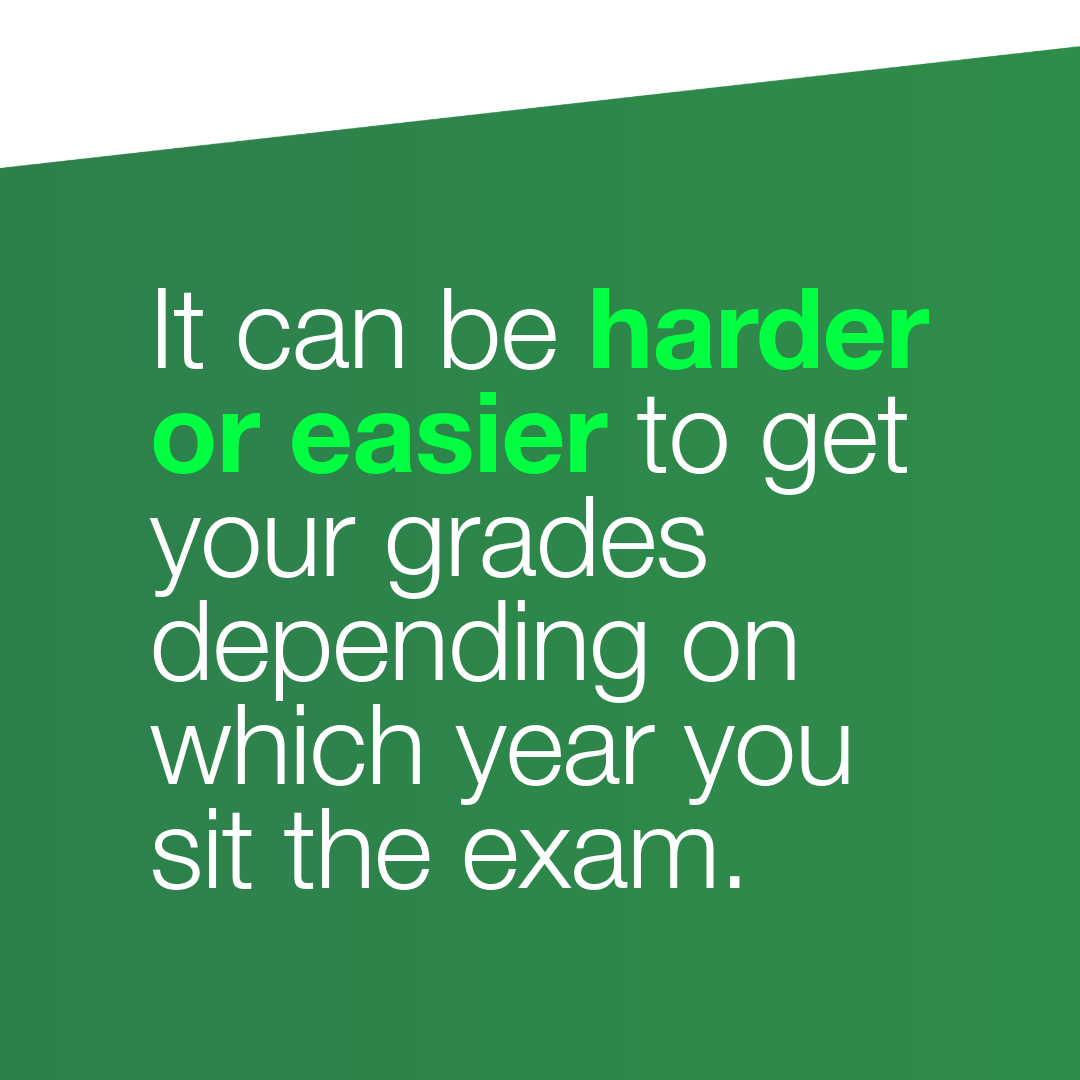 It can be harder
or easier to get
your grades
depending on
which year you
sit the exam.